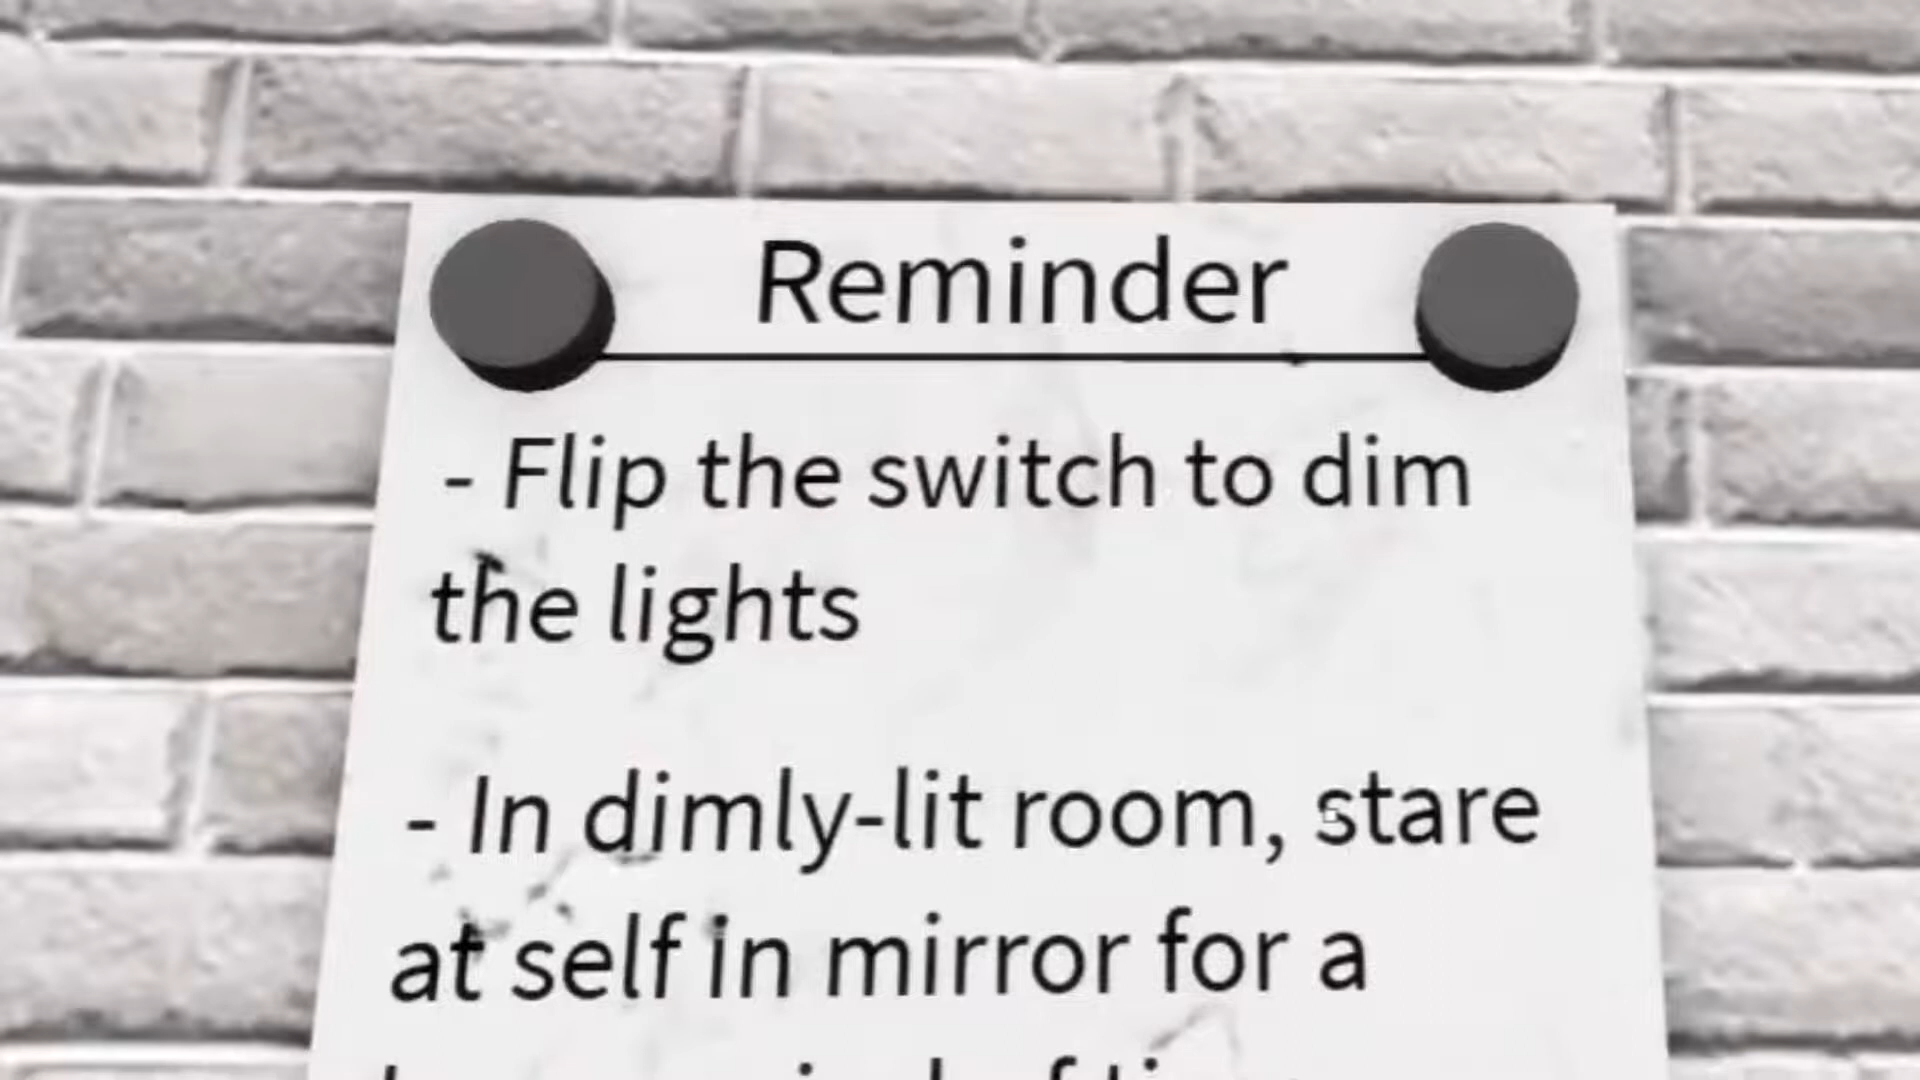 Reminder
- Flip the switch to dim
the lights
- In dimly-lit room, stare
at self in mirror for a